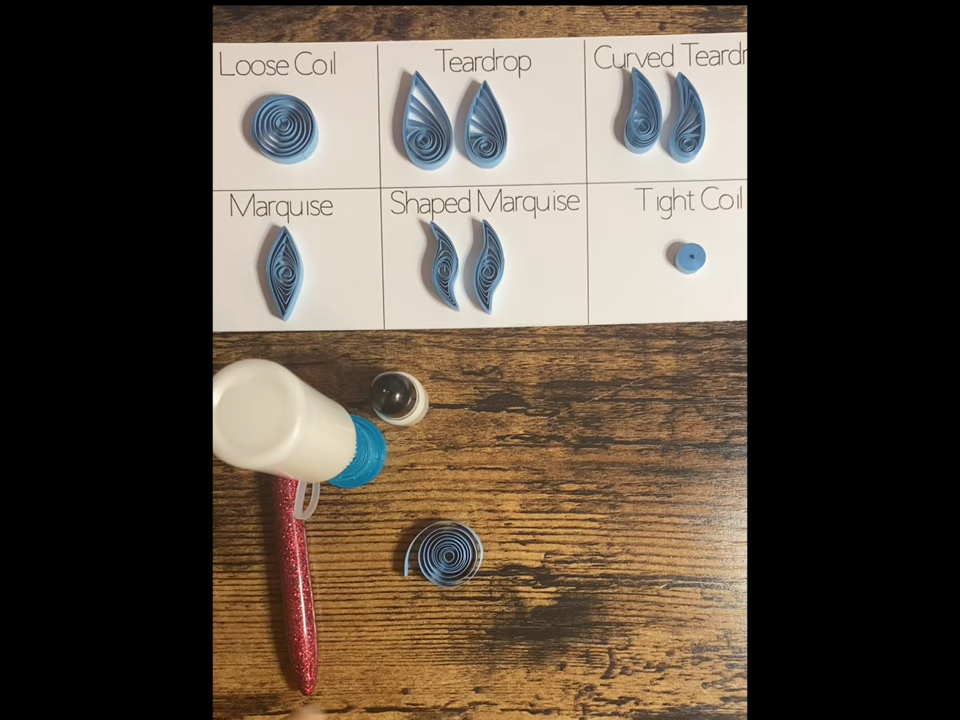 Loose Coil
Teardrop
Curved Teardr
Marquise
Shaped Marquise
Tight Coil